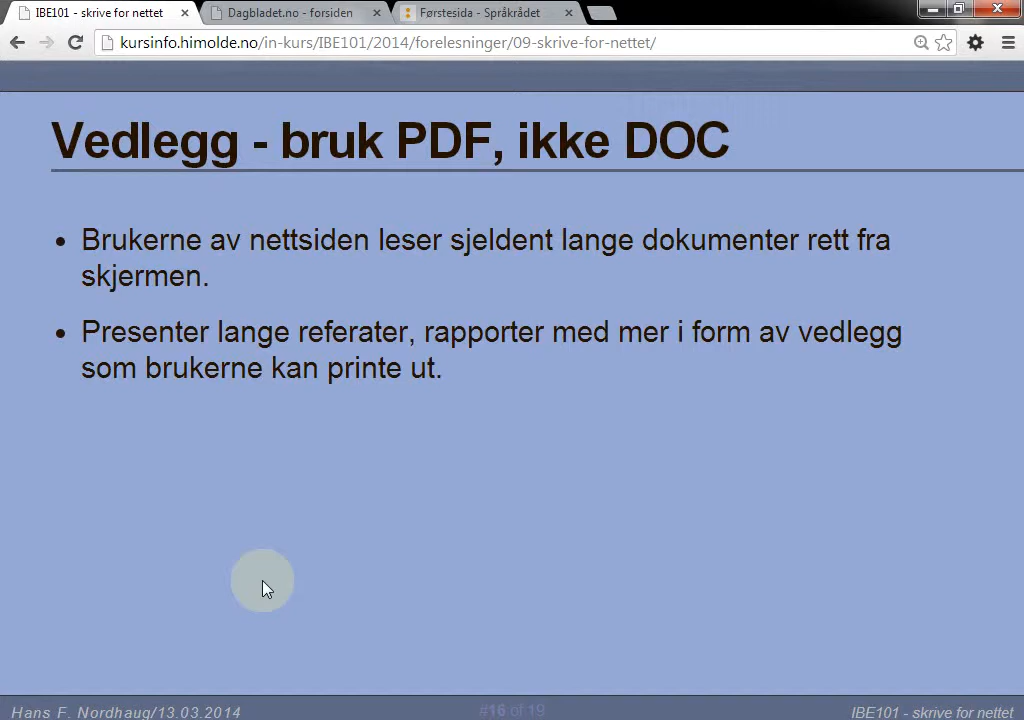 IBE101 - skrive for nettet
Dagbladet.no - forsiden
Førstesida - Språkrådet
kursinfo.himolde.no/in-kurs/IBE101/2014/forelesninger/09-skrive-for-nettet/
Vedlegg - bruk PDF, ikke DOC
Brukerne av nettsiden leser sjeldent lange dokumenter rett fra
skjermen.
Presenter lange referater, rapporter med mer i form av vedlegg
som brukerne kan printe ut.
Hans F. Nordhaug/13.03.2014
#16 of 19
IBE101 - skrive for nettet